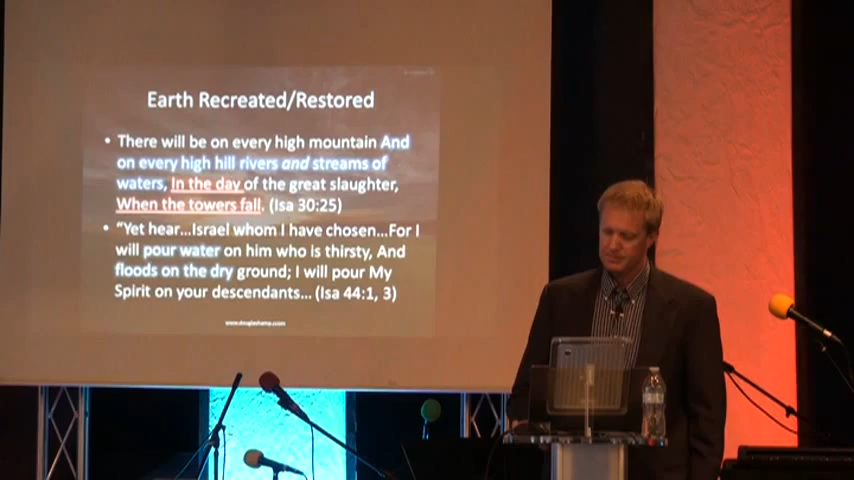 Earth Recreated/Restored
• There will be on every high mountain And
on every high hill rivers and streams of
waters, In the day of the great slaughter,
When the towers fall. (Isa 30:25)
• “Yet hear...Israel whom I have chosen...For I
will pour water on him who is thirsty, And
floods on the dry ground; I will pour My
Spirit on your descendants... (Isa 44:1, 3)